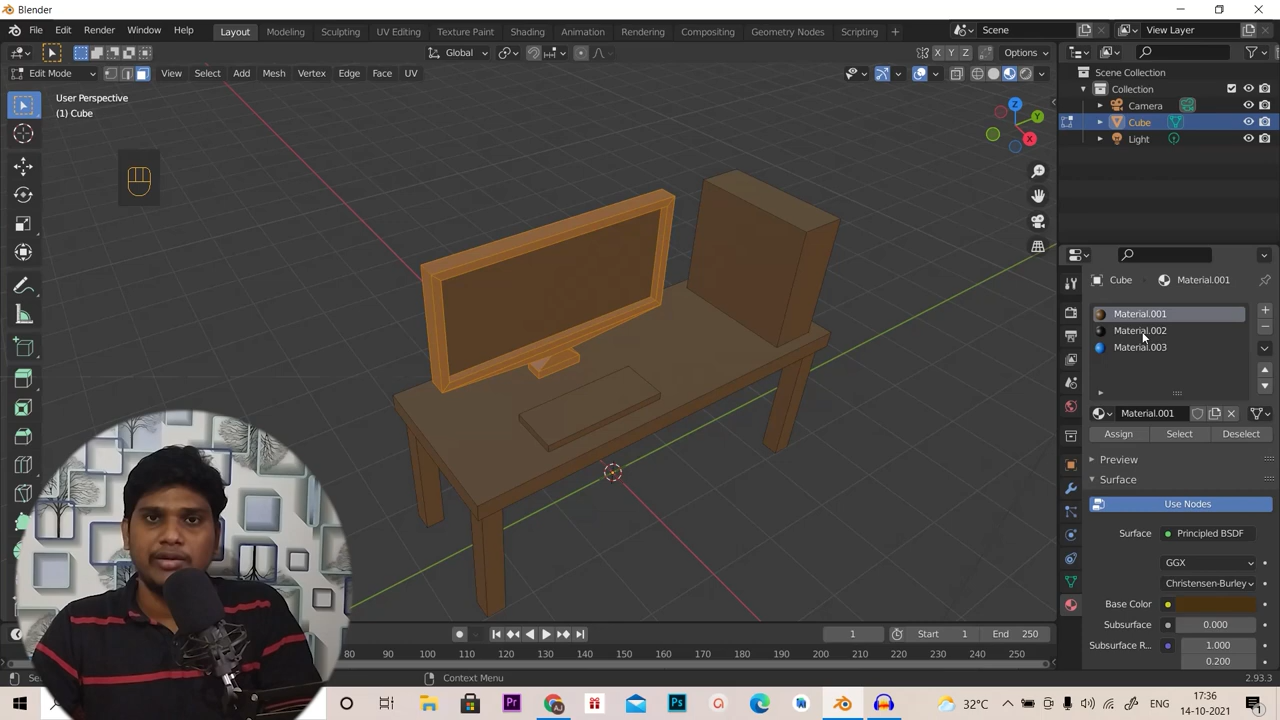 Blender
File Edit Render Window Help
Layout Modeling Sculpting UV Editing Texture Paint Shading Animation Rendering Compositing Geometry Nodes Scripting +
Scene
View Layer
Global
Options
X Y Z
Edit Mode
View Select Add Mesh Vertex Edge Face UV
User Perspective
(1) Cube
Z
Y
X
Scene Collection
Collection
Camera
Cube
Light
Cube
Material.001
Material.001
Material.002
Material.003
Material.001
Assign Select Deselect
Preview
Surface
Use Nodes
Surface Principled BSDF
GGX
Christensen-Burley
Base Color
Subsurface 0.000
Subsurface R... 1.000
0.200
1 Start 1 End 250
80 90 100 110 120 130 140 150 160 170 180 190 200 210 220 230 240 250
Context Menu
2.93.3
Pr
Ps
32°C
ENG
17:36
14-10-2021
1